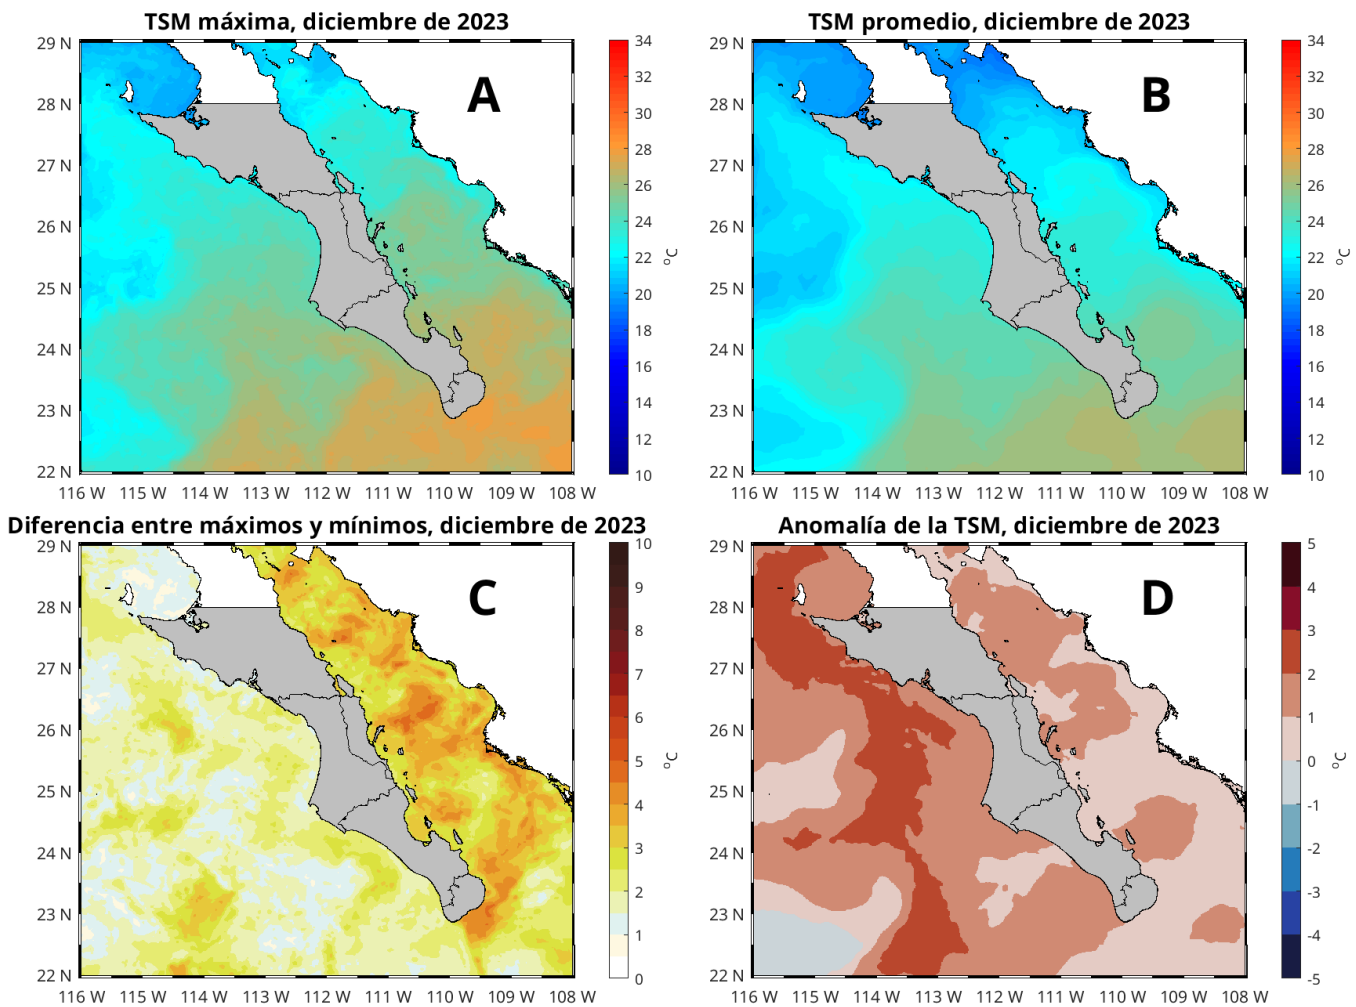 TSM máxima, diciembre de 2023
29 N
28 N
27 N
26 N
25 N
24 N
23 N
22 N
116 W 115 W 114 W 113 W 112 W 111 W 110 W 109 W 108 W
A
34
32
30
28
26
24
22
20
18
16
14
12
10
°C
TSM promedio, diciembre de 2023
29 N
28 N
27 N
26 N
25 N
24 N
23 N
22 N
116 W 115 W 114 W 113 W 112 W 111 W 110 W 109 W 108 W
B
34
32
30
28
26
24
22
20
18
16
14
12
10
°C
Diferencia entre máximos y mínimos, diciembre de 2023
29 N
28 N
27 N
26 N
25 N
24 N
23 N
22 N
116 W 115 W 114 W 113 W 112 W 111 W 110 W 109 W 108 W
C
10
9
8
7
6
5
4
3
2
1
0
°C
Anomalía de la TSM, diciembre de 2023
29 N
28 N
27 N
26 N
25 N
24 N
23 N
22 N
116 W 115 W 114 W 113 W 112 W 111 W 110 W 109 W 108 W
D
5
4
3
2
1
0
-1
-2
-3
-4
-5
°C